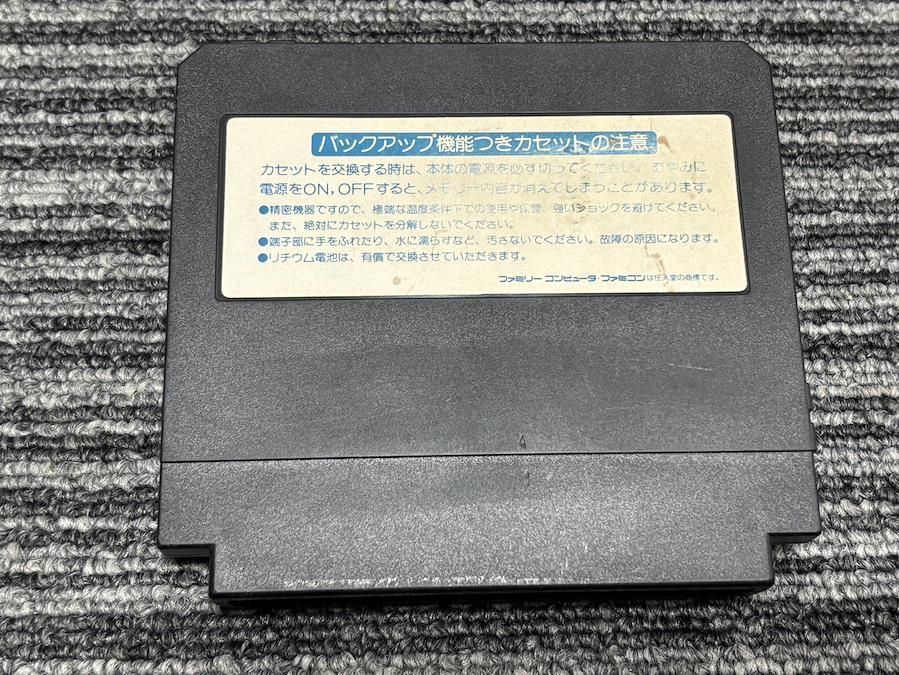 バックアップ機能つきカセットの注意
カセットを交換する時は、本体の電源を必ず切ってください。むやみに
電源をON,OFFすると、メモリー内容が消えてしまうことがあります。
●精密機器ですので、極端な温度条件下での使用や保管、強いショックを避けてください。
また、絶対にカセットを分解しないでください。
●端子部に手をふれたり、水に濡らすなど、汚さないでください。故障の原因になります。
●リチウム電池は、有償で交換させていただきます。
ファミリー コンピュータ・ファミコンは任天堂の商標です。
4